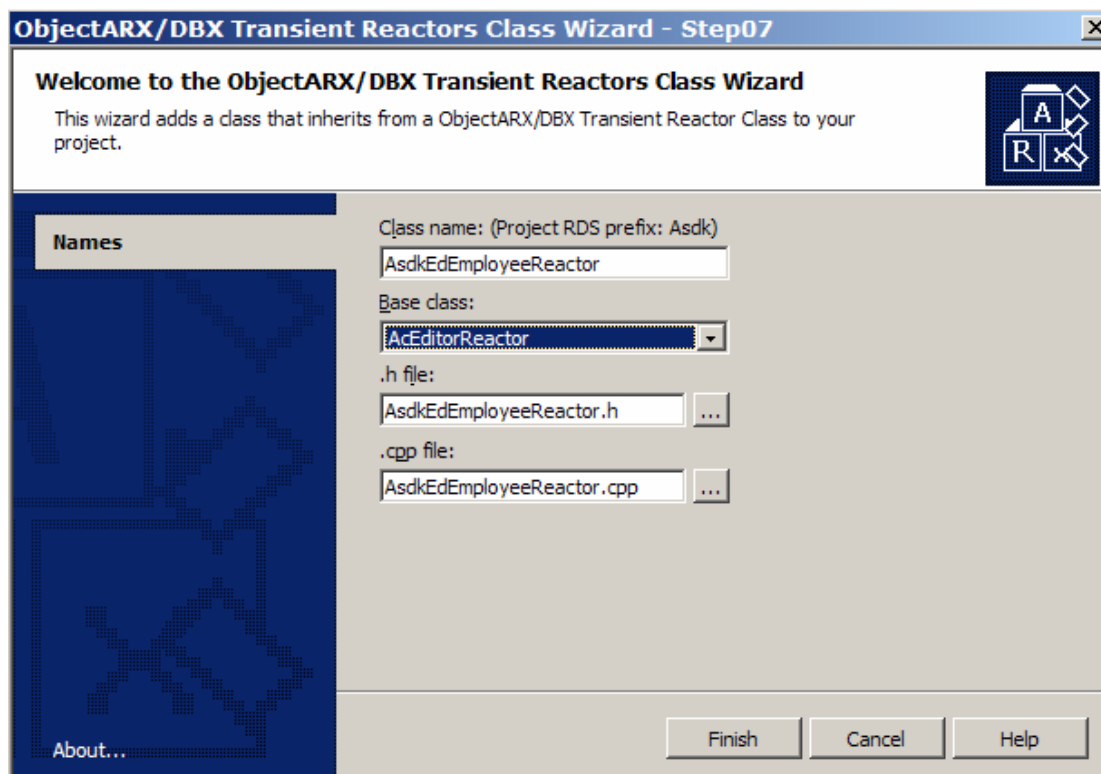 ObjectARX/DBX Transient Reactors Class Wizard - Step07
Welcome to the ObjectARX/DBX Transient Reactors Class Wizard
This wizard adds a class that inherits from a ObjectARX/DBX Transient Reactor Class to your
project.
A
R X
Names
Class name: (Project RDS prefix: Asdk)
AsdkEdEmployeeReactor
Base class:
AcEditorReactor
.h file:
AsdkEdEmployeeReactor.h
...
.cpp file:
AsdkEdEmployeeReactor.cpp
...
About...
Finish Cancel Help